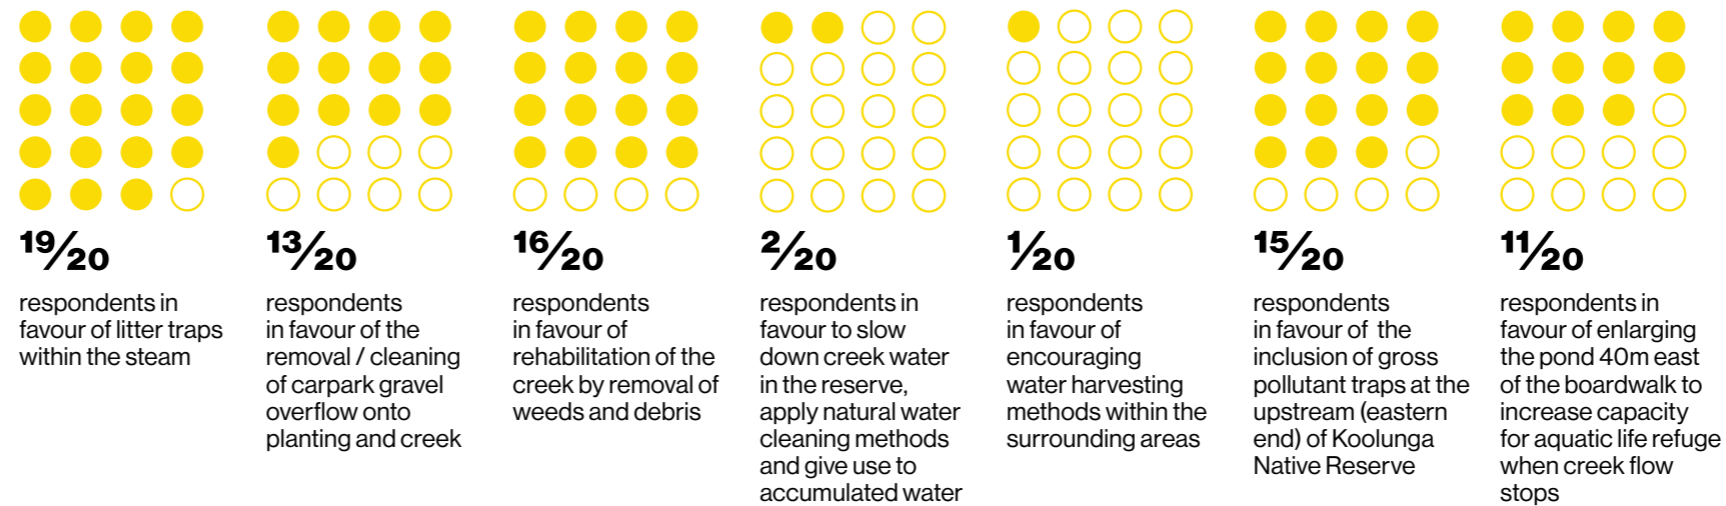 19/20
respondents in
favour of litter traps
within the steam
13/20
respondents
in favour of the
removal / cleaning
of carpark gravel
overflow onto
planting and creek
16/20
respondents
in favour of
rehabilitation of the
creek by removal of
weeds and debris
2/20
respondents in
favour to slow
down creek water
in the reserve,
apply natural water
cleaning methods
and give use to
accumulated water
1/20
respondents
in favour of
encouraging
water harvesting
methods within the
surrounding areas
15/20
respondents
in favour of  the
inclusion of gross
pollutant traps at the
upstream (eastern
end) of Koolunga
Native Reserve
11/20
respondents in
favour of enlarging
the pond 40m east
of the boardwalk to
increase capacity
for aquatic life refuge
when creek flow
stops